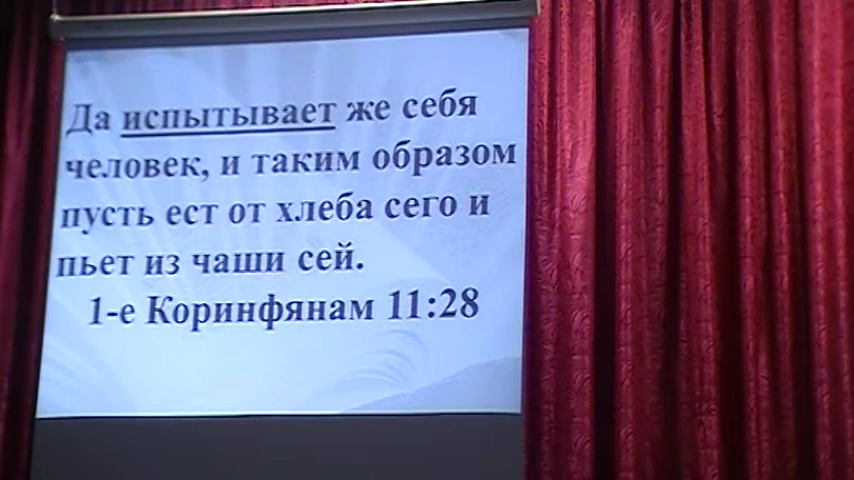 Да испытывает же себя
человек, и таким образом
пусть ест от хлеба сего и
пьет из чаши сей.
1-е Коринфянам 11:28